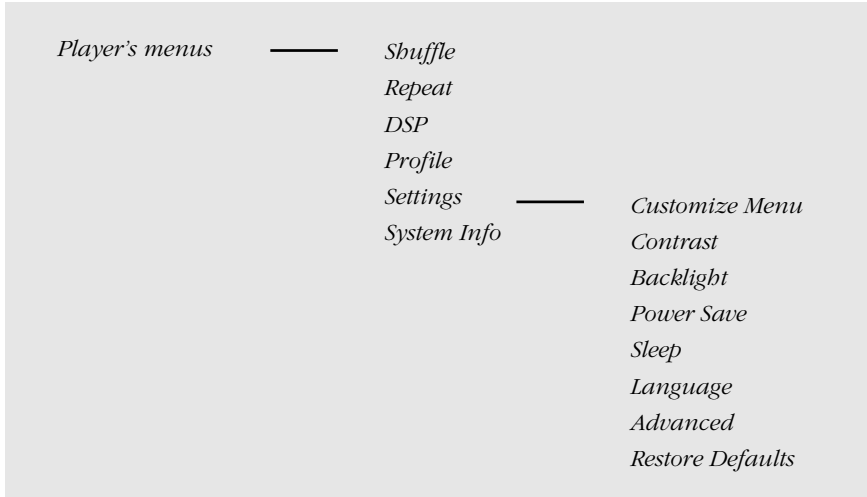 Player's menus
Shuffle
Repeat
DSP
Profile
Settings
System Info
Customize Menu
Contrast
Backlight
Power Save
Sleep
Language
Advanced
Restore Defaults